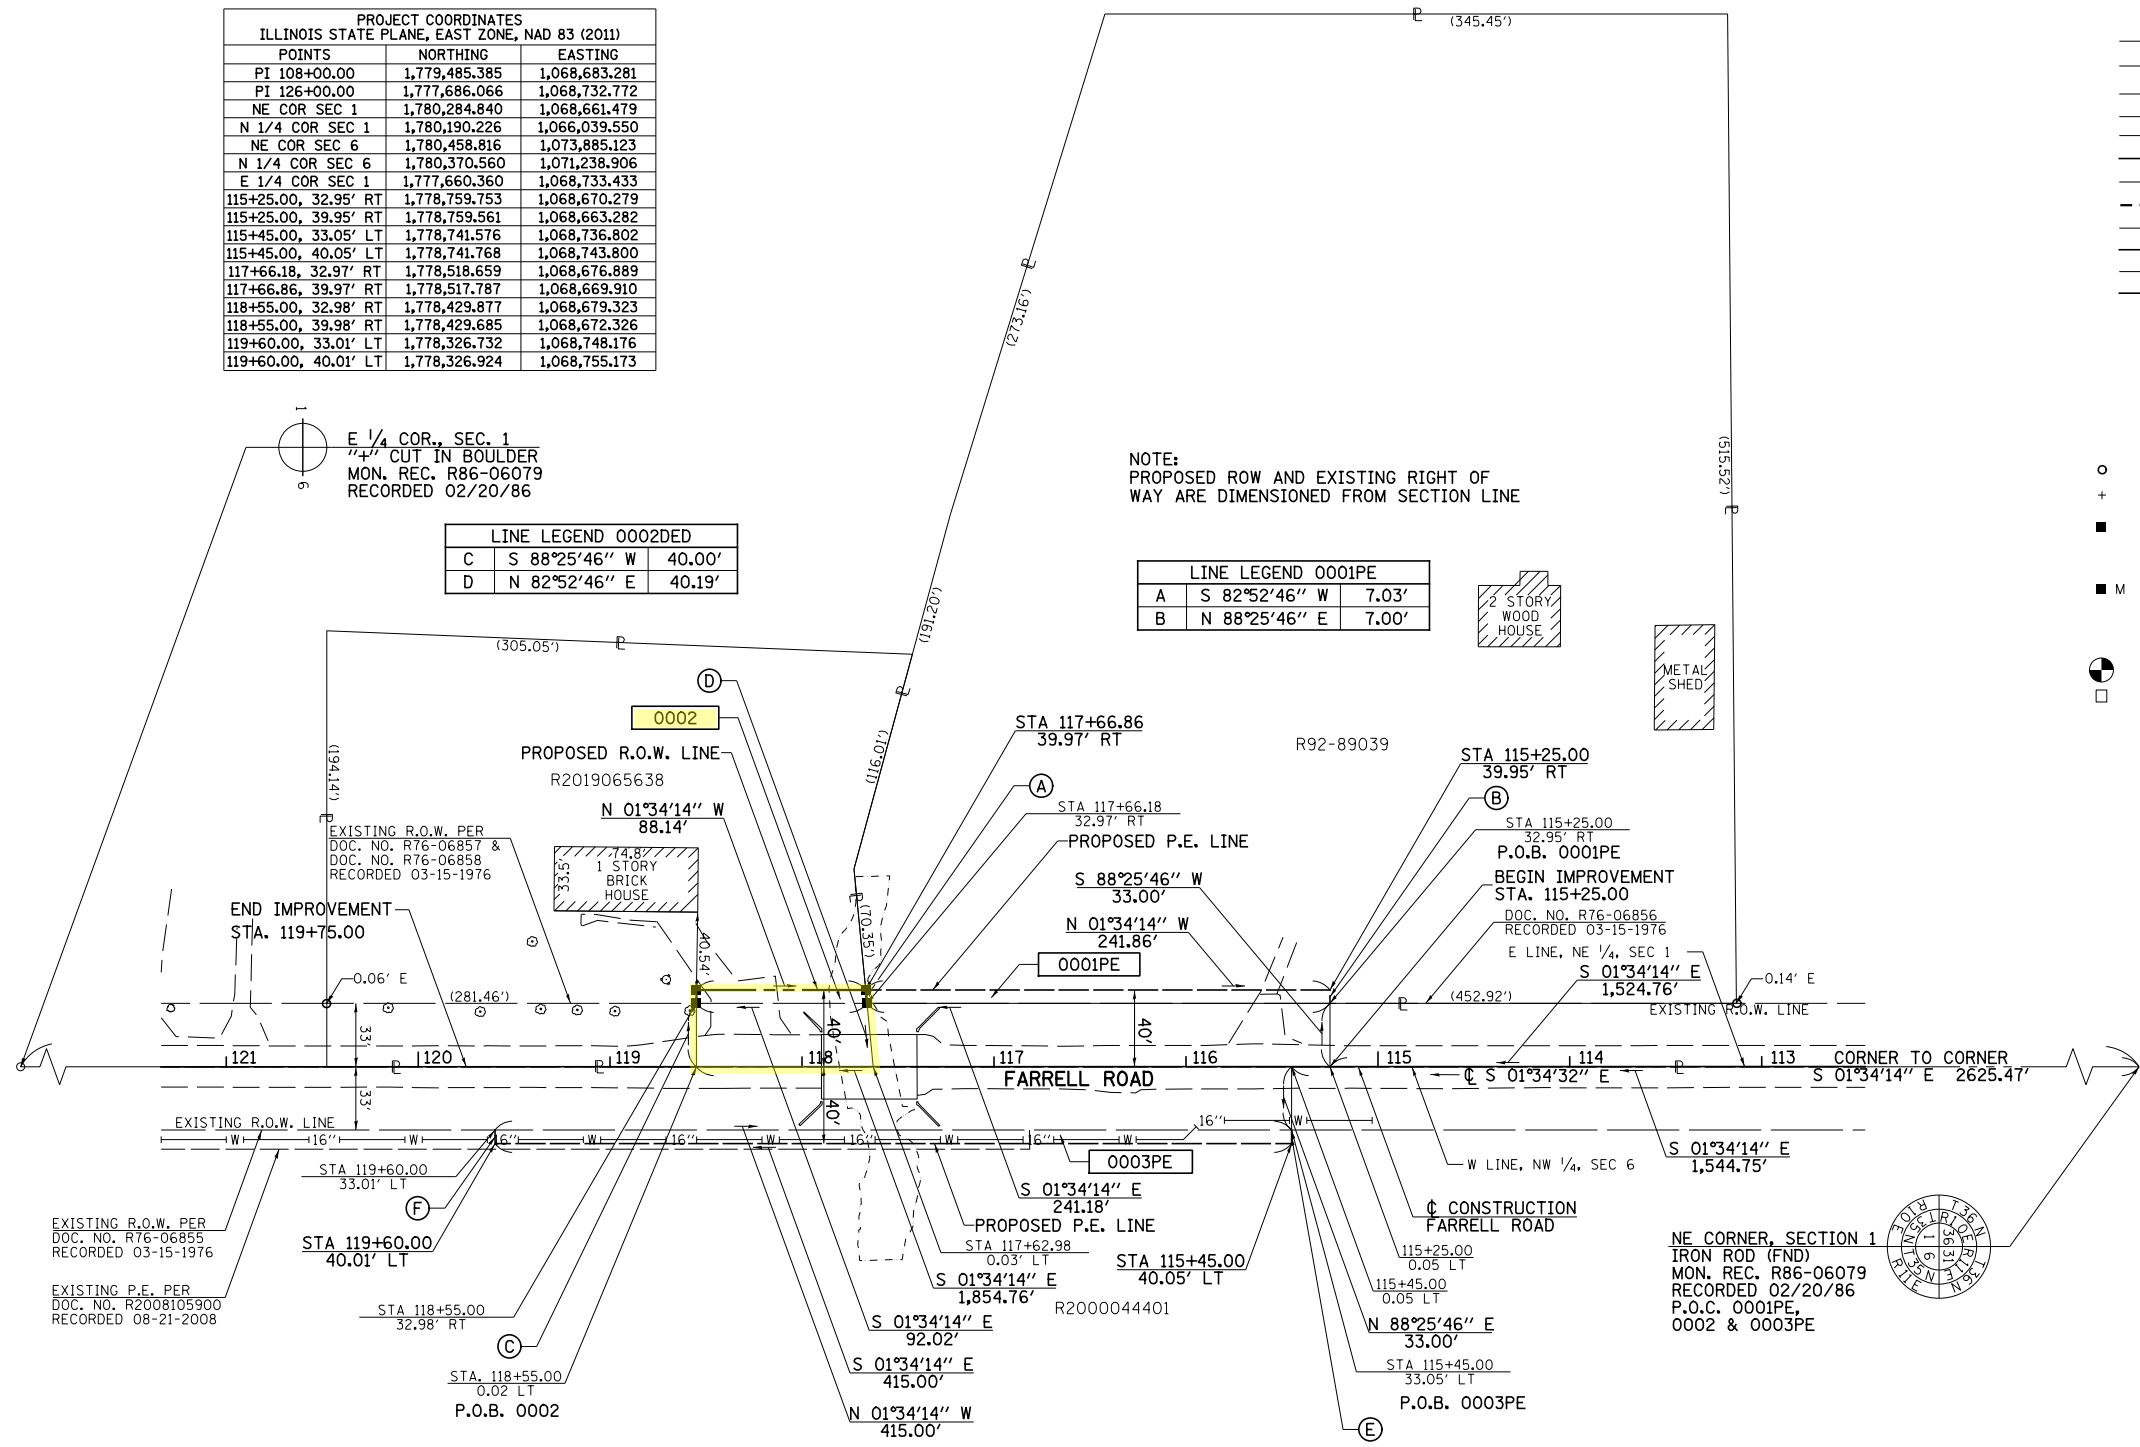 PROJECT COORDINATES
ILLINOIS STATE PLANE, EAST ZONE, NAD 83 (2011)
POINTS NORTHING EASTING
PI 108+00.00 1,779,485.385 1,068,683.281
PI 126+00.00 1,777,686.066 1,068,732.772
NE COR SEC 1 1,780,284.840 1,068,661.479
N 1/4 COR SEC 1 1,780,190.226 1,066,039.550
NE COR SEC 6 1,780,458.816 1,073,885.123
N 1/4 COR SEC 6 1,780,370.560 1,071,238.906
E 1/4 COR SEC 1 1,777,660.360 1,068,733.433
115+25.00, 32.95' RT 1,778,759.753 1,068,670.279
115+25.00, 39.95' RT 1,778,759.561 1,068,663.282
115+45.00, 33.05' LT 1,778,741.576 1,068,736.802
115+45.00, 40.05' LT 1,778,741.768 1,068,743.800
117+66.18, 32.97' RT 1,778,518.659 1,068,676.889
117+66.86, 39.97' RT 1,778,517.787 1,068,669.910
118+55.00, 32.98' RT 1,778,429.877 1,068,679.323
118+55.00, 39.98' RT 1,778,429.685 1,068,672.326
119+60.00, 33.01' LT 1,778,326.732 1,068,748.176
119+60.00, 40.01' LT 1,778,326.924 1,068,755.173
(345.45')
(273.16')
(515.52')
1
6
E 1/4 COR., SEC. 1
"+" CUT IN BOULDER
MON. REC. R86-06079
RECORDED 02/20/86
NOTE:
PROPOSED ROW AND EXISTING RIGHT OF
WAY ARE DIMENSIONED FROM SECTION LINE
M
LINE LEGEND 0002DED
C S 88°25'46" W 40.00'
D N 82°52'46" E 40.19'
LINE LEGEND 0001PE
A S 82°52'46" W 7.03'
B N 88°25'46" E 7.00'
2 STORY
WOOD
HOUSE
METAL
SHED
(305.05')
(191.20')
(194.14')
(116.01')
D
0002
PROPOSED R.O.W. LINE
R2019065638
N 01°34'14" W
88.14'
STA 117+66.86
39.97' RT
R92-89039
STA 115+25.00
39.95' RT
A
B
STA 117+66.18
32.97' RT
PROPOSED P.E. LINE
STA 115+25.00
32.95' RT
P.O.B. 0001PE
EXISTING R.O.W. PER
DOC. NO. R76-06857 &
DOC. NO. R76-06858
RECORDED 03-15-1976
74.8'
33.5'
1 STORY
BRICK
HOUSE
40.54'
(70.35')
S 88°25'46" W
33.00'
BEGIN IMPROVEMENT
STA. 115+25.00
END IMPROVEMENT
STA. 119+75.00
N 01°34'14" W
241.86'
DOC. NO. R76-06856
RECORDED 03-15-1976
E LINE, NE 1/4, SEC 1
S 01°34'14" E
1,524.76'
0001PE
0.06' E
(281.46')
(452.92')
0.14' E
EXISTING R.O.W. LINE
33'
40'
40'
121 120 119 118 117 116 115 114 113
CORNER TO CORNER
S 01°34'14" E 2625.47'
FARRELL ROAD
℄ S 01°34'32" E
33'
40'
EXISTING R.O.W. LINE
W 16" W 16" W 16" W 16" W 16" W 16" W
0003PE
W LINE, NW 1/4, SEC 6
S 01°34'14" E
1,544.75'
STA 119+60.00
33.01' LT
F
STA 119+60.00
40.01' LT
S 01°34'14" E
241.18'
PROPOSED P.E. LINE
℄ CONSTRUCTION
FARRELL ROAD
EXISTING R.O.W. PER
DOC. NO. R76-06855
RECORDED 03-15-1976
STA 117+62.98
0.03' LT
STA 115+45.00
40.05' LT
115+25.00
0.05 LT
115+45.00
0.05 LT
EXISTING P.E. PER
DOC. NO. R2008105900
RECORDED 08-21-2008
S 01°34'14" E
1,854.76'
R2000044401
STA 118+55.00
32.98' RT
S 01°34'14" E
92.02'
N 88°25'46" E
33.00'
C
S 01°34'14" E
415.00'
STA 115+45.00
33.05' LT
P.O.B. 0003PE
STA. 118+55.00
0.02 LT
P.O.B. 0002
N 01°34'14" W
415.00'
E
NE CORNER, SECTION 1
IRON ROD (FND)
MON. REC. R86-06079
RECORDED 02/20/86
P.O.C. 0001PE,
0002 & 0003PE
T36N
R10E
R11E
T35N
36 31
1 6